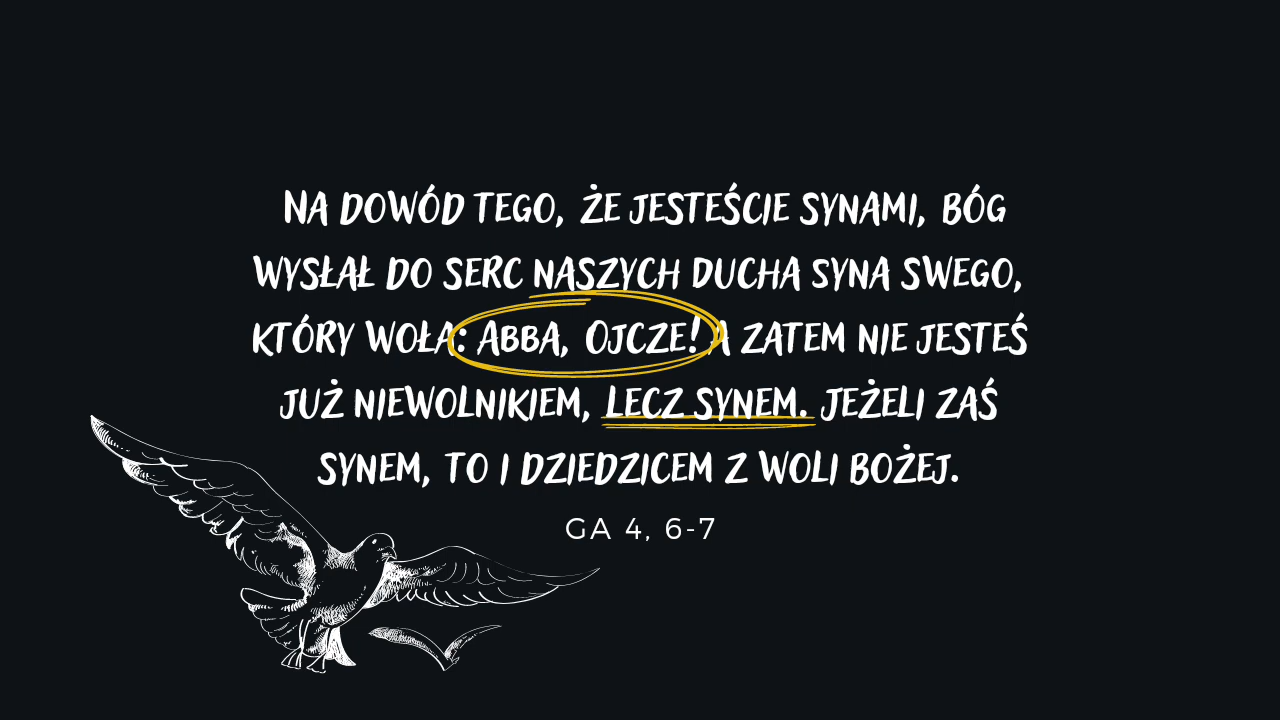 NA DOWÓD TEGO, ŻE JESTEŚCIE SYNAMI, BÓG
WYSŁAŁ DO SERC NASZYCH DUCHA SYNA SWEGO,
KTÓRY WOŁA: ABBA, OJCZE! A ZATEM NIE JESTEŚ
JUŻ NIEWOLNIKIEM, LECZ SYNEM. JEŻELI ZAŚ
SYNEM, TO I DZIEDZICEM Z WOLI BOŻEJ.
GA 4, 6-7